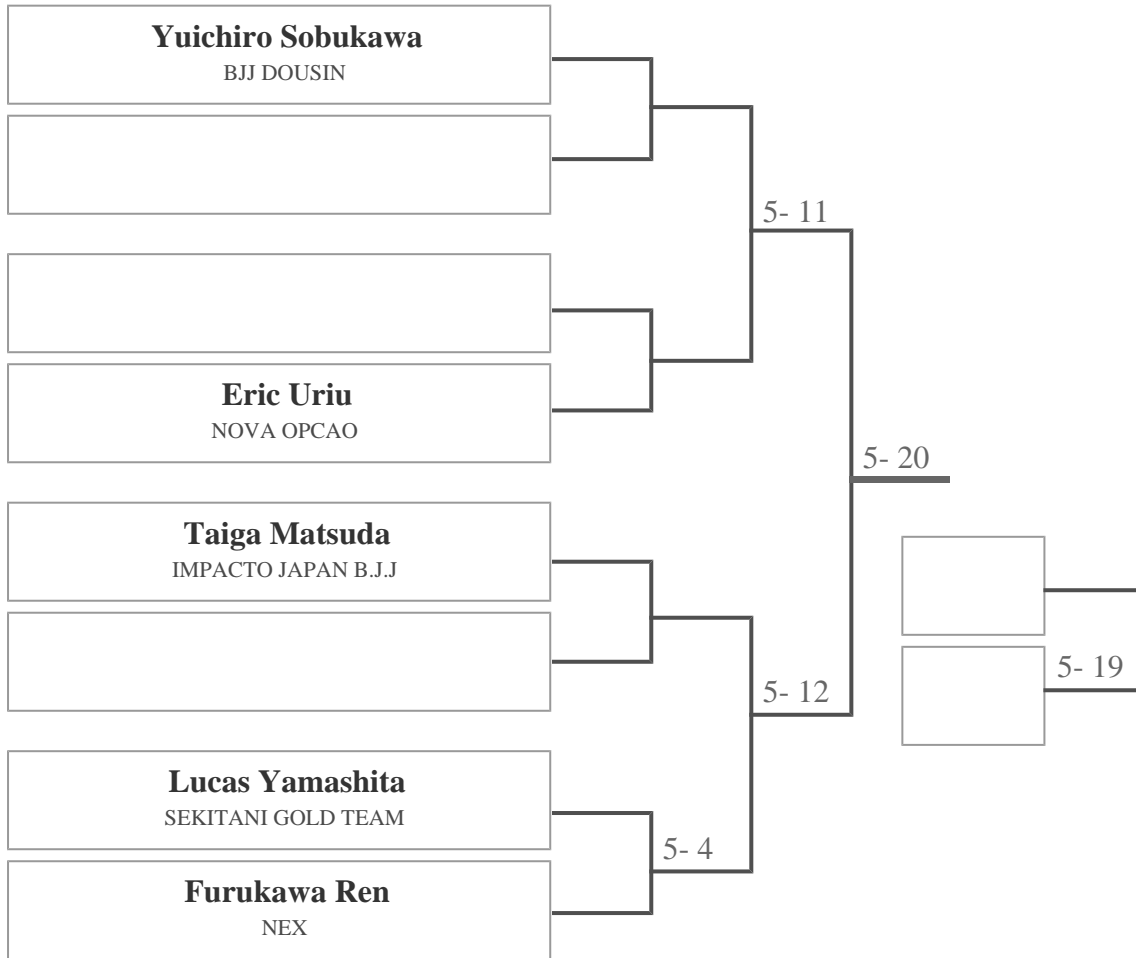 Yuichiro Sobukawa
BJJ DOUSIN
5- 11
Eric Uriu
NOVA OPCAO
5- 20
Taiga Matsuda
IMPACTO JAPAN B.J.J
5- 19
5- 12
Lucas Yamashita
SEKITANI GOLD TEAM
5- 4
Furukawa Ren
NEX